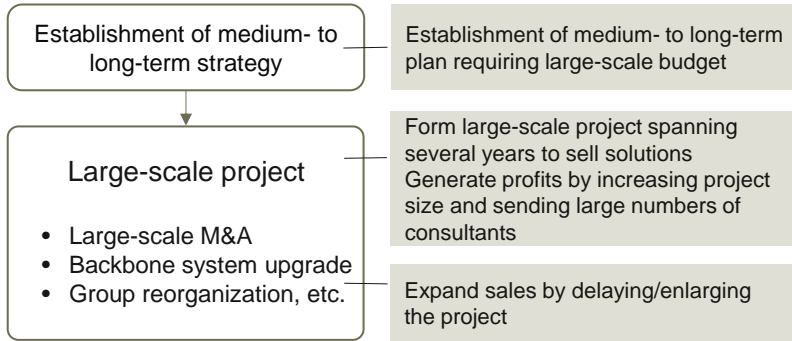 Establishment of medium- to
long-term strategy
Establishment of medium- to long-term
plan requiring large-scale budget
Large-scale project
• Large-scale M&A
• Backbone system upgrade
• Group reorganization, etc.
Form large-scale project spanning
several years to sell solutions
Generate profits by increasing project
size and sending large numbers of
consultants
Expand sales by delaying/enlarging
the project